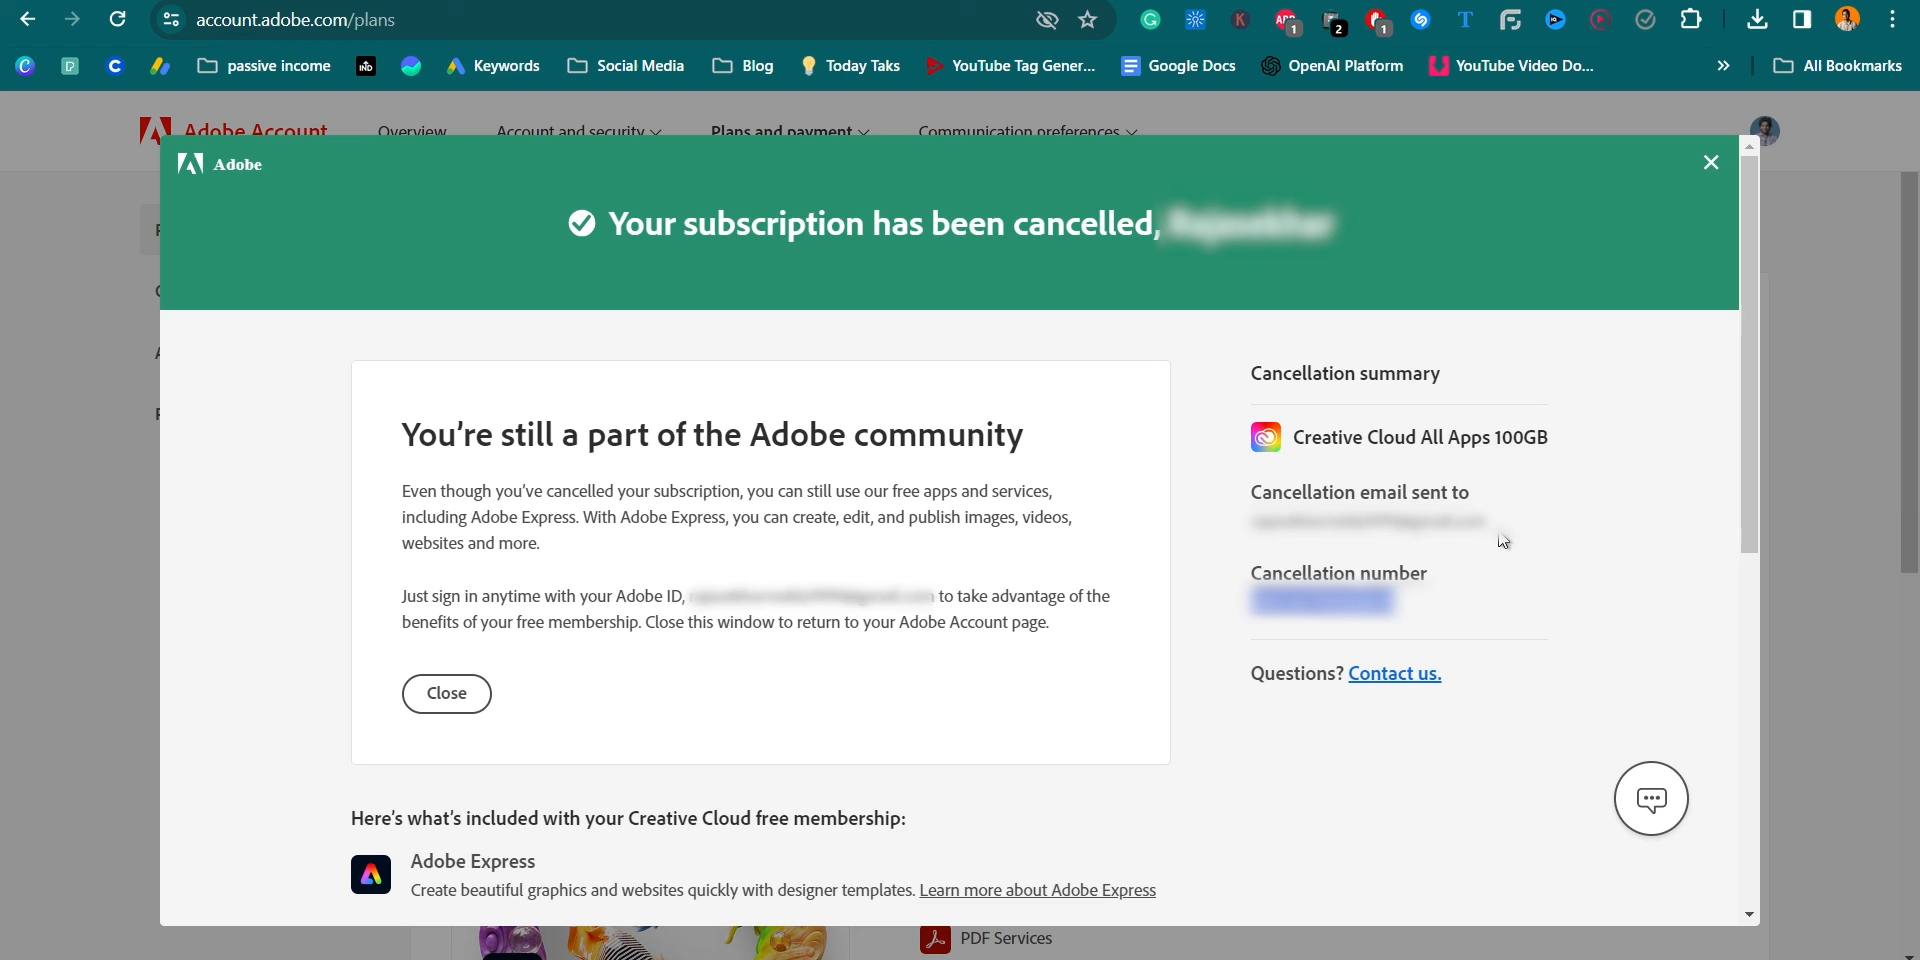 account.adobe.com/plans
passive income
Keywords
Social Media
Blog
Today Taks
YouTube Tag Gener...
Google Docs
OpenAI Platform
YouTube Video Do...
»
All Bookmarks
Adobe Account
Overview
Account and security
Plans and payment
Communication preferences
Adobe
Your subscription has been cancelled,
You're still a part of the Adobe community
Even though you've cancelled your subscription, you can still use our free apps and services,
including Adobe Express. With Adobe Express, you can create, edit, and publish images, videos,
websites and more.
Just sign in anytime with your Adobe ID, to take advantage of the
benefits of your free membership. Close this window to return to your Adobe Account page.
Close
Cancellation summary
Creative Cloud All Apps 100GB
Cancellation email sent to
Cancellation number
Questions? Contact us.
Here's what's included with your Creative Cloud free membership:
Adobe Express
Create beautiful graphics and websites quickly with designer templates. Learn more about Adobe Express
PDF Services